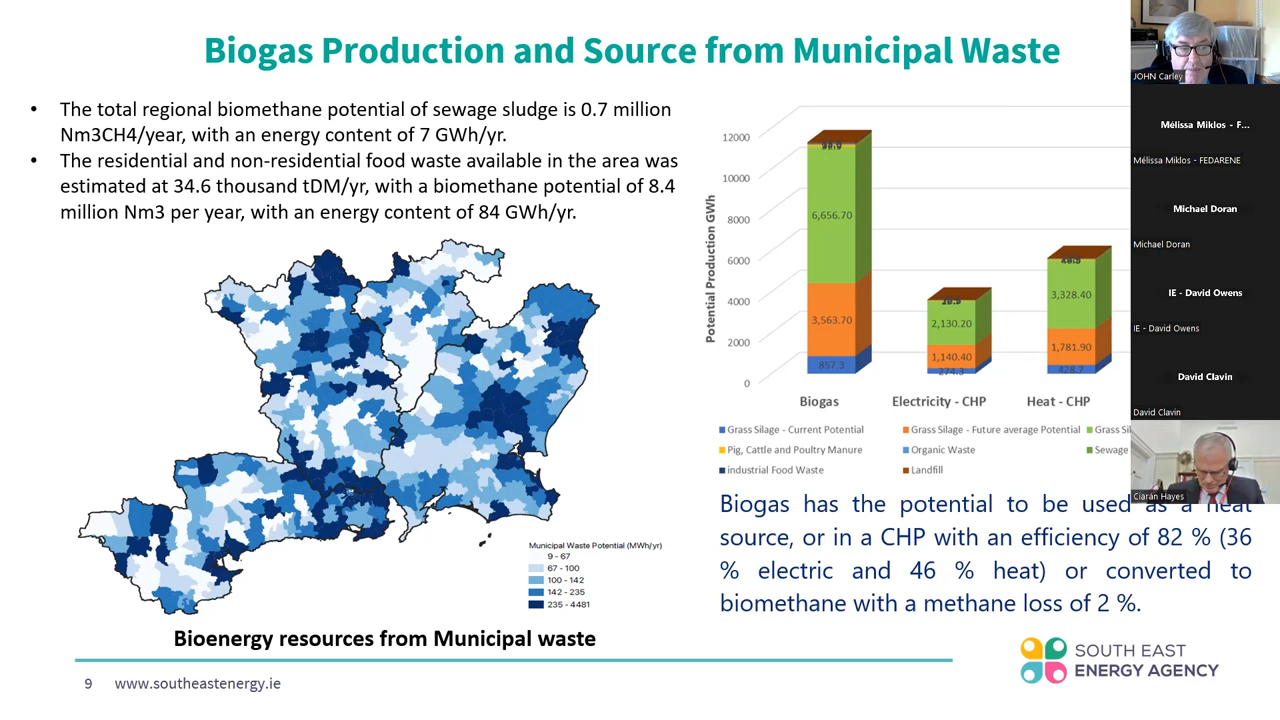 Biogas Production and Source from Municipal Waste
• The total regional biomethane potential of sewage sludge is 0.7 million
Nm3CH4/year, with an energy content of 7 GWh/yr.
• The residential and non-residential food waste available in the area was
estimated at 34.6 thousand tDM/yr, with a biomethane potential of 8.4
million Nm3 per year, with an energy content of 84 GWh/yr.
Municipal Waste Potential (MWh/yr)
9 - 67
67 - 100
100 - 142
142 - 235
235 - 4481
Bioenergy resources from Municipal waste
Potential Production GWh
12000
10000
8000
6000
4000
2000
0
6,656.70
3,563.70
857.3
2,130.20
1,140.40
274.3
3,328.40
1,781.90
428.7
Biogas
Electricity - CHP
Heat - CHP
Grass Silage - Current Potential
Grass Silage - Future average Potential
Grass Sil
Pig, Cattle and Poultry Manure
Organic Waste
Sewage
industrial Food Waste
Landfill
Biogas has the potential to be used as a heat
source, or in a CHP with an efficiency of 82 % (36
% electric and 46 % heat) or converted to
biomethane with a methane loss of 2 %.
SOUTH EAST
ENERGY AGENCY
9 www.southeastenergy.ie
JOHN Carley
Mélissa Miklos - F...
Mélissa Miklos - FEDARENE
Michael Doran
Michael Doran
IE - David Owens
IE - David Owens
David Clavin
David Clavin
Ciarán Hayes